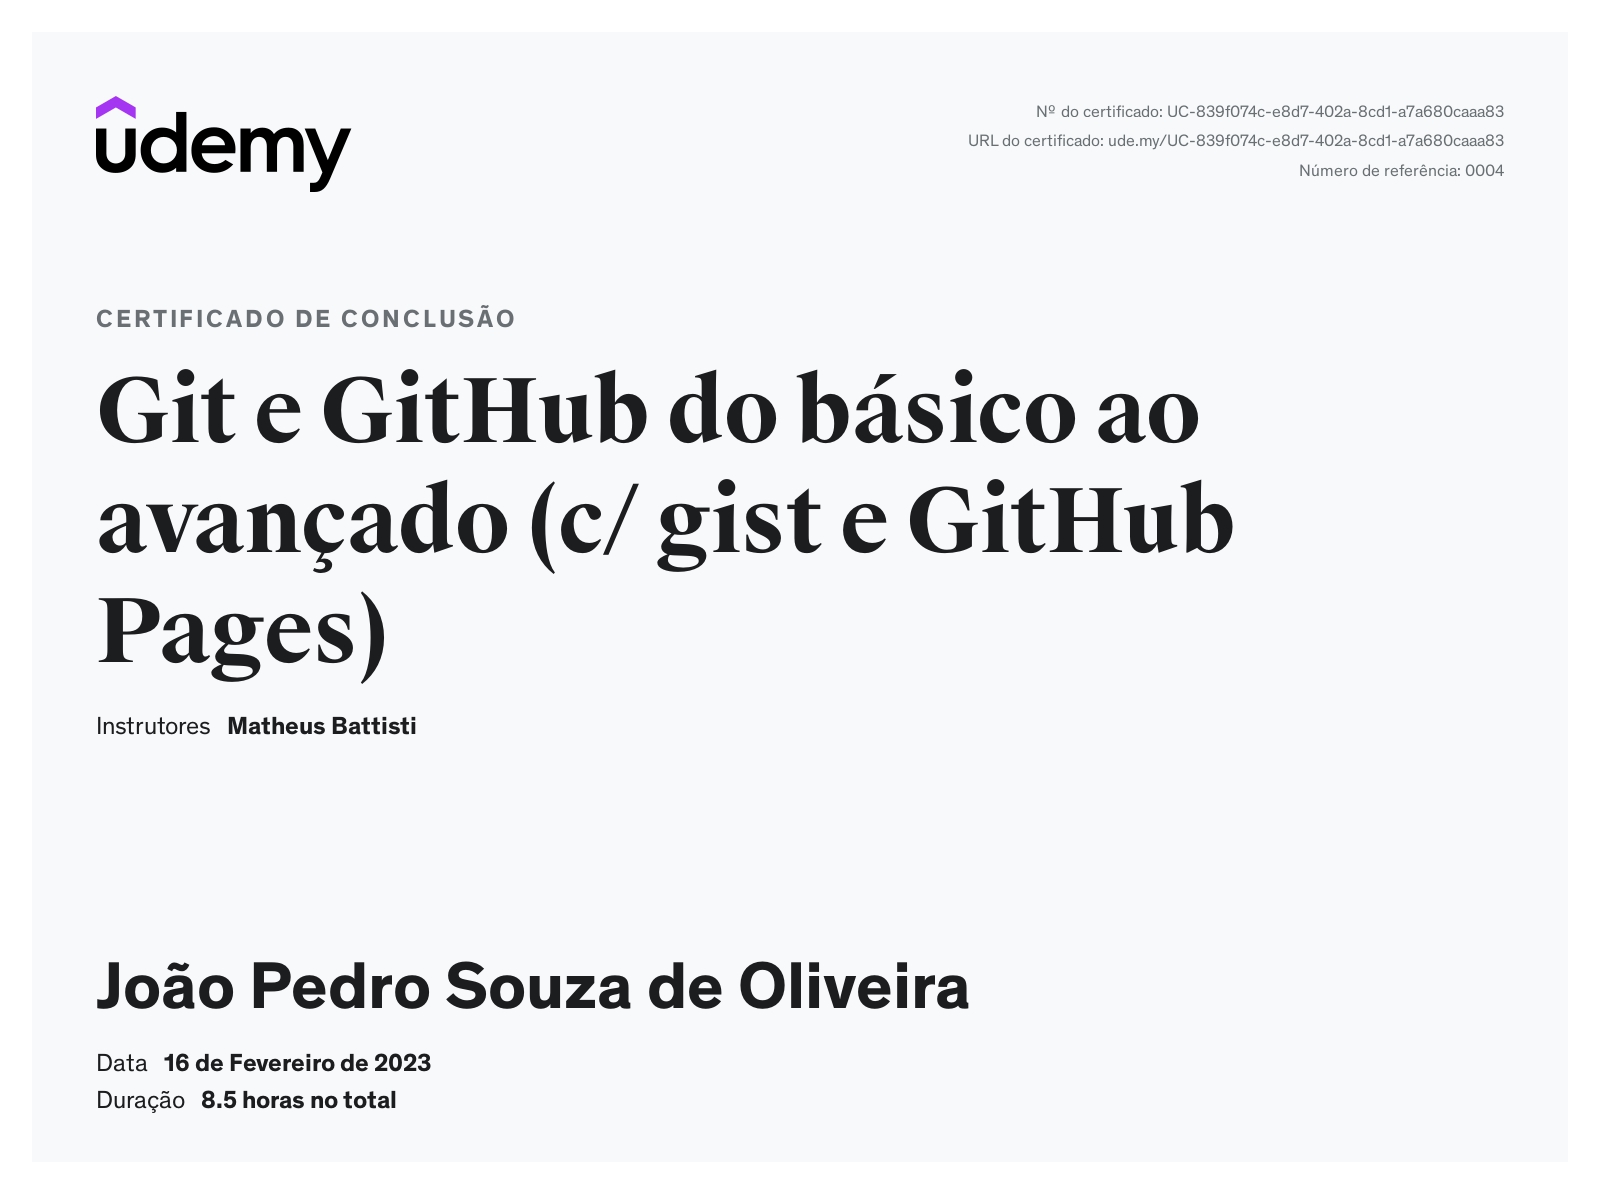 udemy
Nº do certificado: UC-839f074c-e8d7-402a-8cd1-a7a680caaa83
URL do certificado: ude.my/UC-839f074c-e8d7-402a-8cd1-a7a680caaa83
Número de referência: 0004
CERTIFICADO DE CONCLUSÃO
Git e GitHub do básico ao
avançado (c/ gist e GitHub
Pages)
Instrutores Matheus Battisti
João Pedro Souza de Oliveira
Data 16 de Fevereiro de 2023
Duração 8.5 horas no total